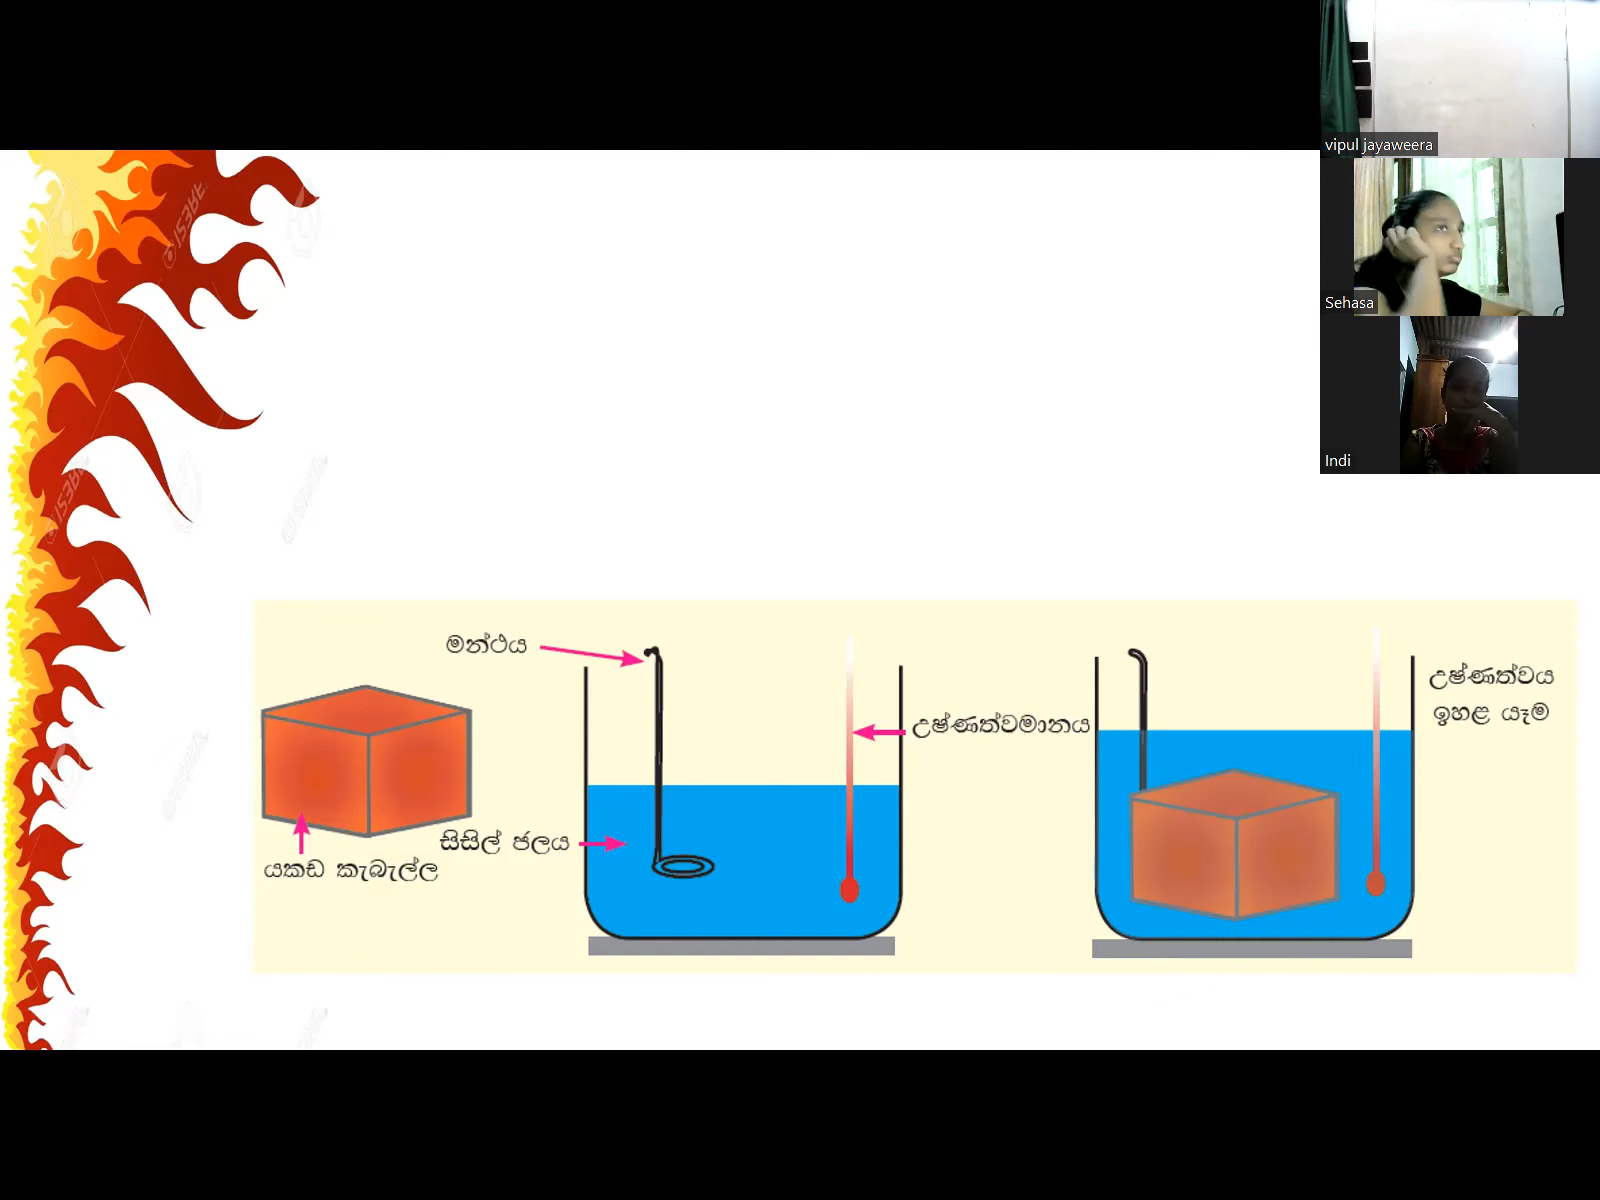 vipul jayaweera
Sehasa
Indi
මන්ථය
උෂ්ණත්වමානය
සිසිල් ජලය
යකඩ කැබැල්ල
උෂ්ණත්වය
ඉහළ යෑම